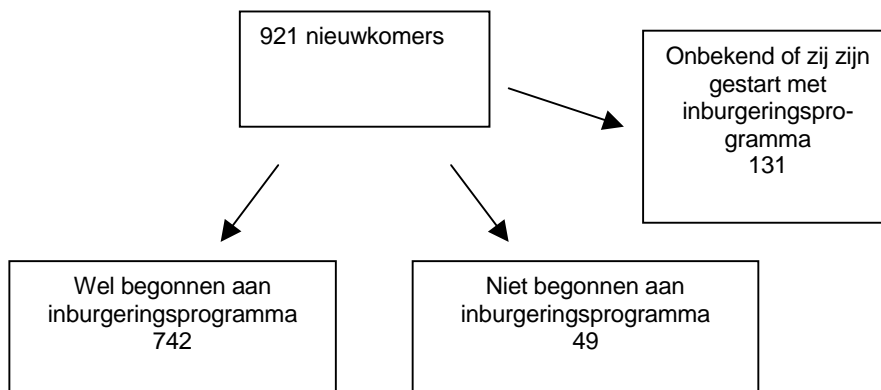 921 nieuwkomers
Onbekend of zij zijn
gestart met
inburgeringspro-
gramma
131
Wel begonnen aan
inburgeringsprogramma
742
Niet begonnen aan
inburgeringsprogramma
49